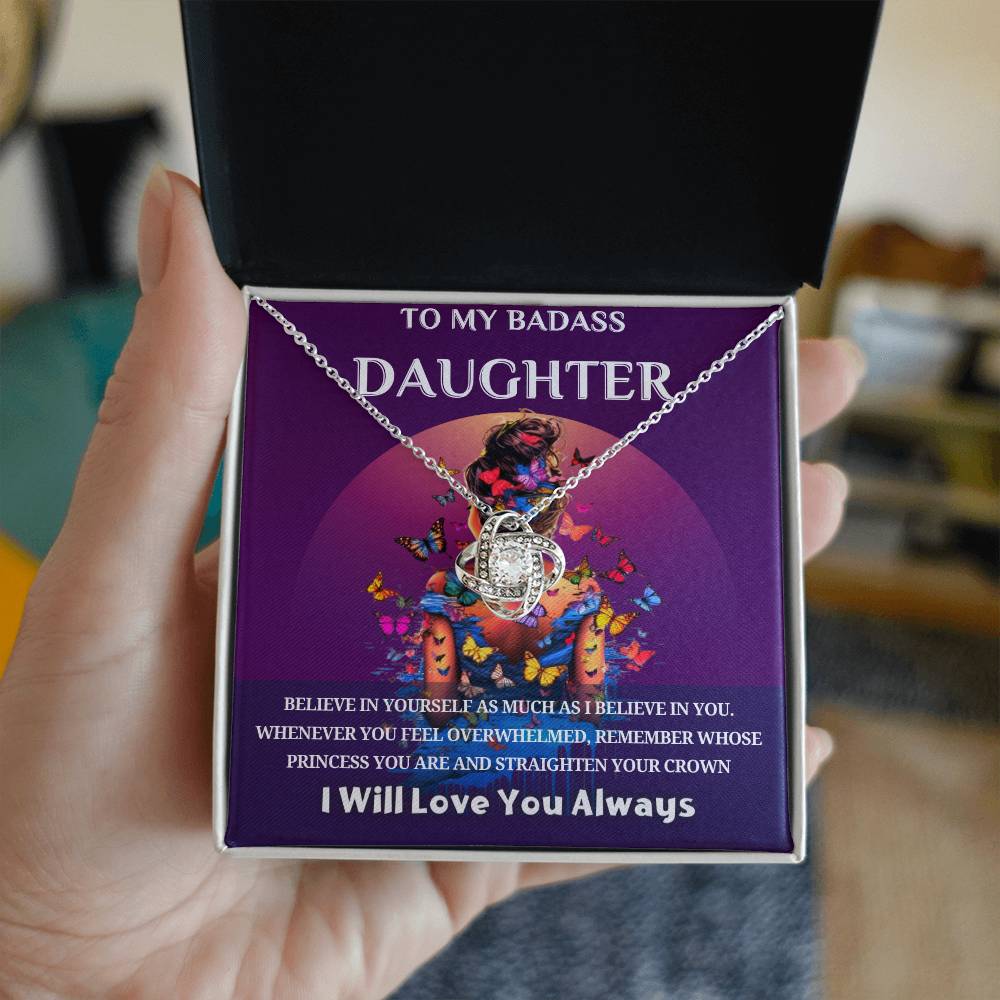 TO MY BADASS
DAUGHTER
BELIEVE IN YOURSELF AS MUCH AS I BELIEVE IN YOU.
WHENEVER YOU FEEL OVERWHELMED, REMEMBER WHOSE
PRINCESS YOU ARE AND STRAIGHTEN YOUR CROWN
I Will Love You Always